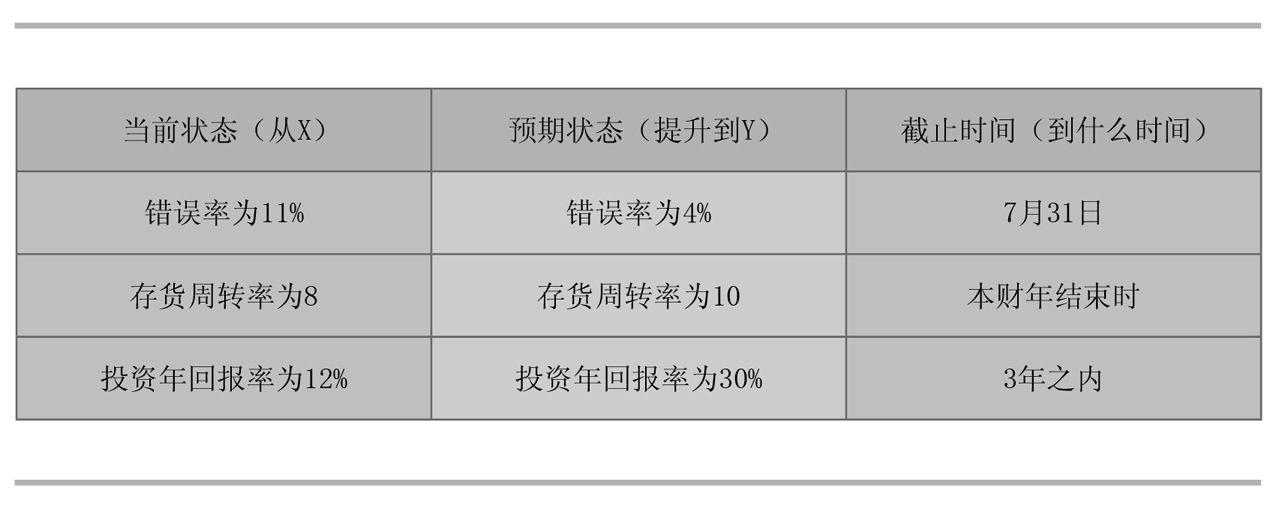 当前状态（从X） 预期状态（提升到Y） 截止时间（到什么时间）
错误率为11% 错误率为4% 7月31日
存货周转率为8 存货周转率为10 本财年结束时
投资年回报率为12% 投资年回报率为30% 3年之内